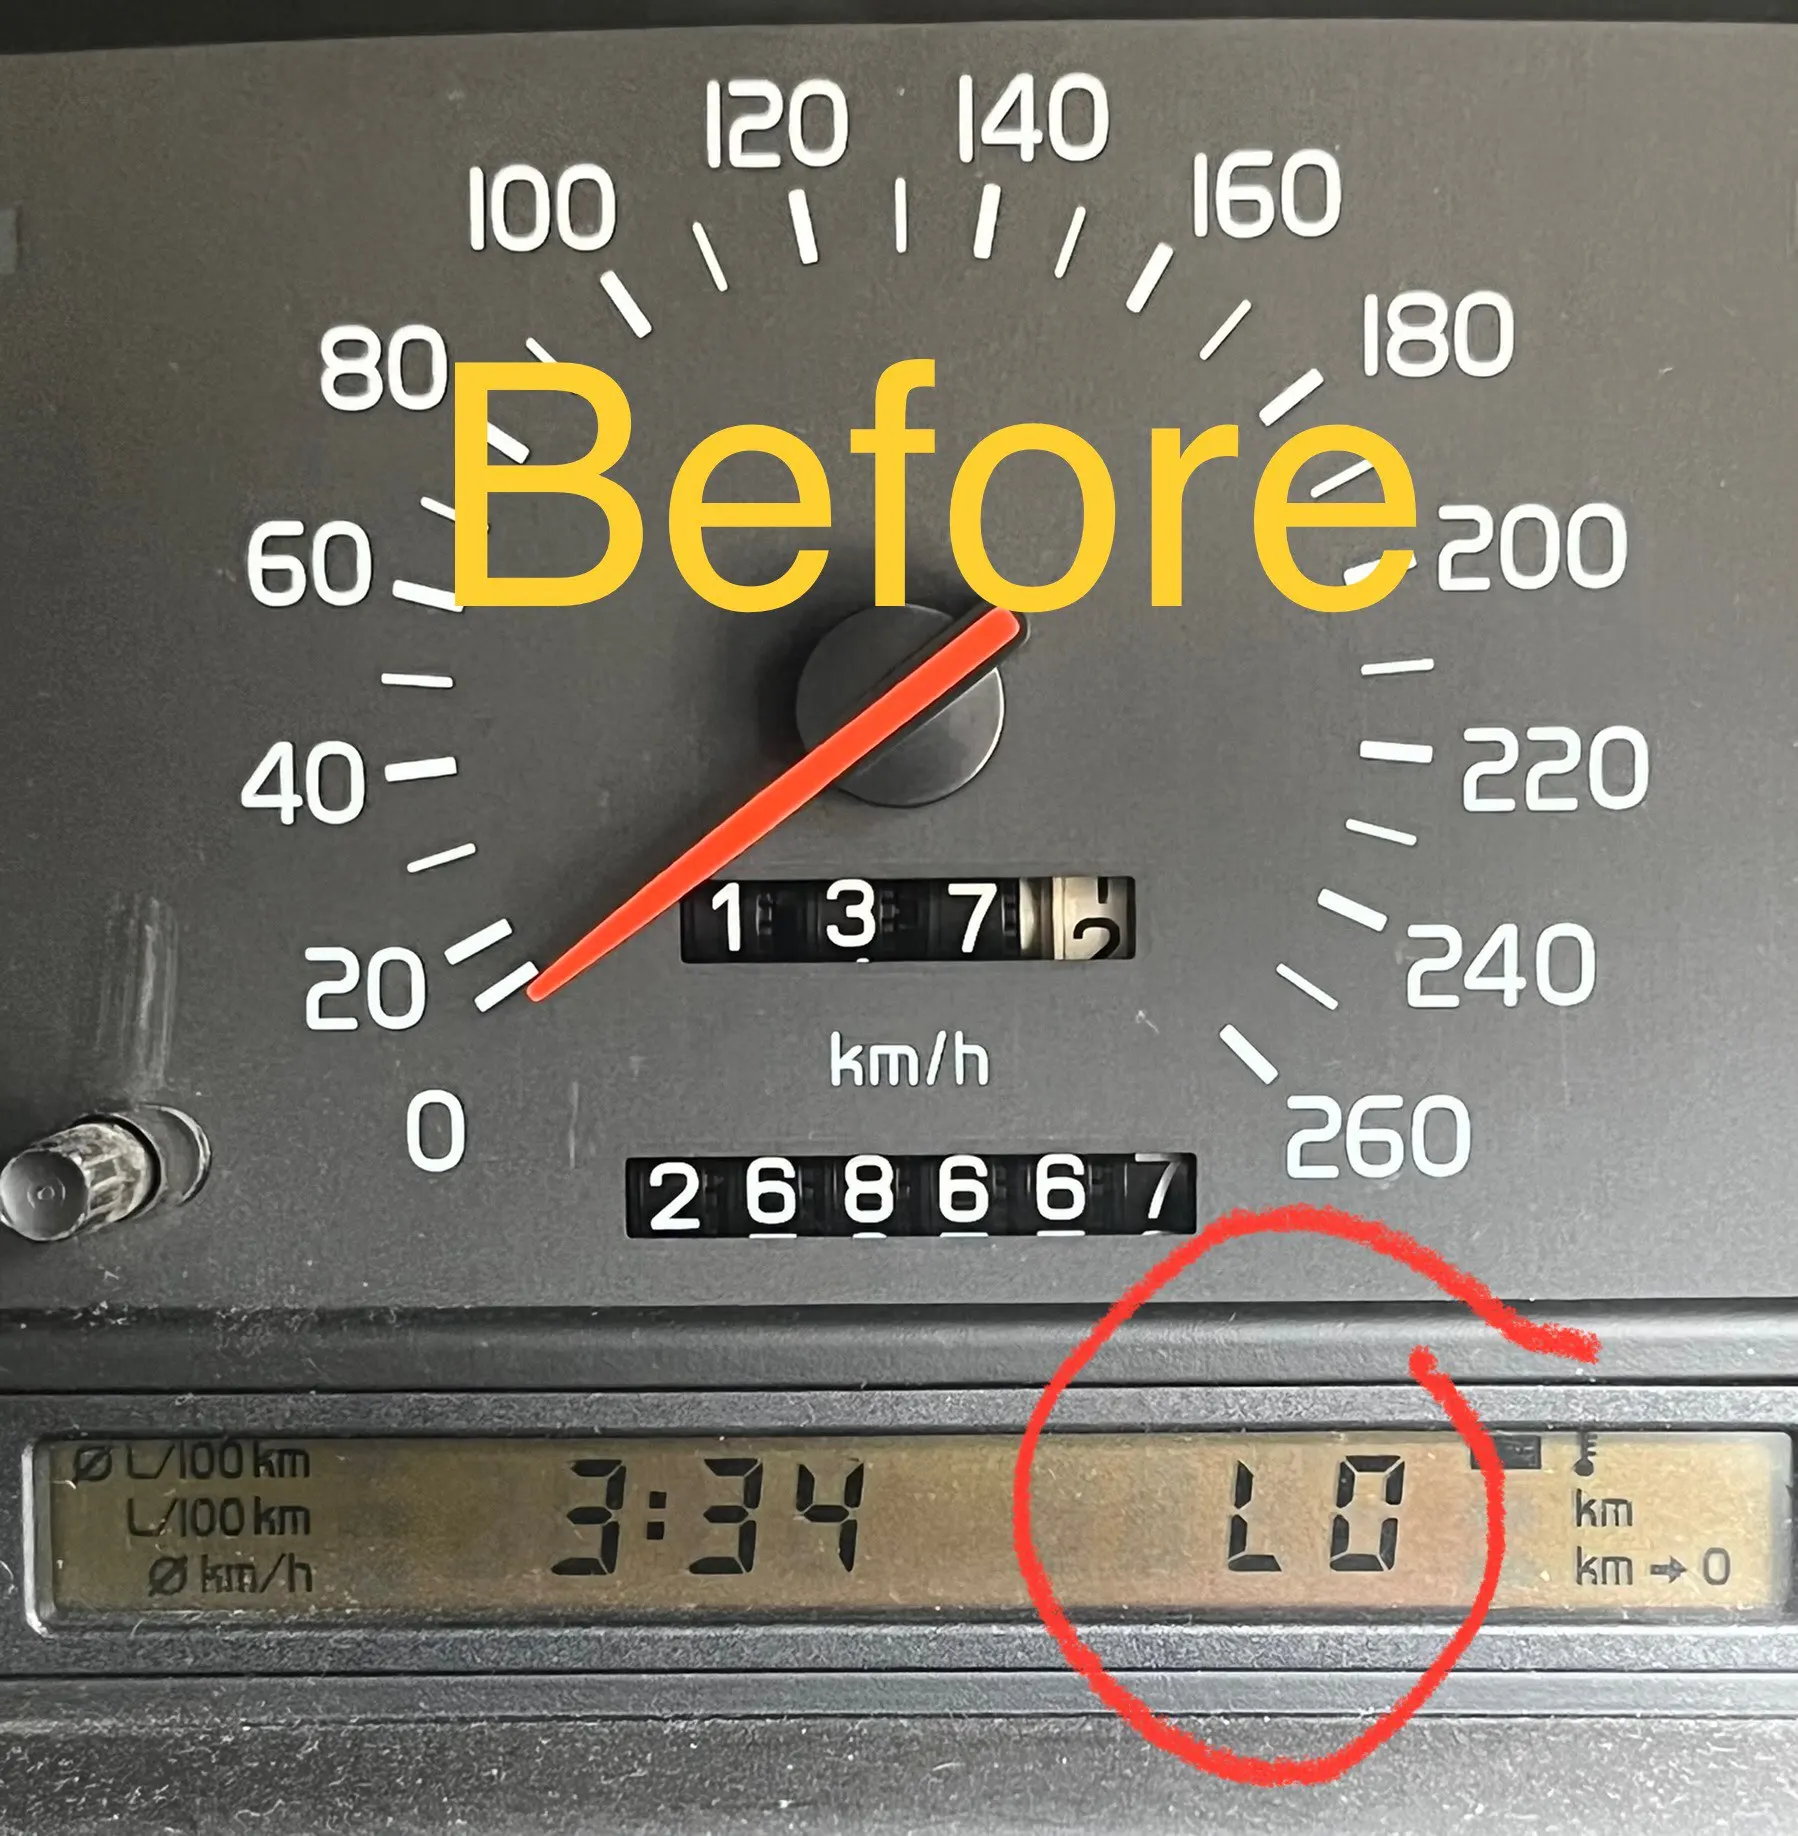 120 140
100 160
80 180
Before
60 200
40 220
1 3 7 2
20 240
km/h
0 260
2 6 8 6 6 7
Ø L/100 km
L/100 km
Ø km/h
3:34
LO
km
km → 0